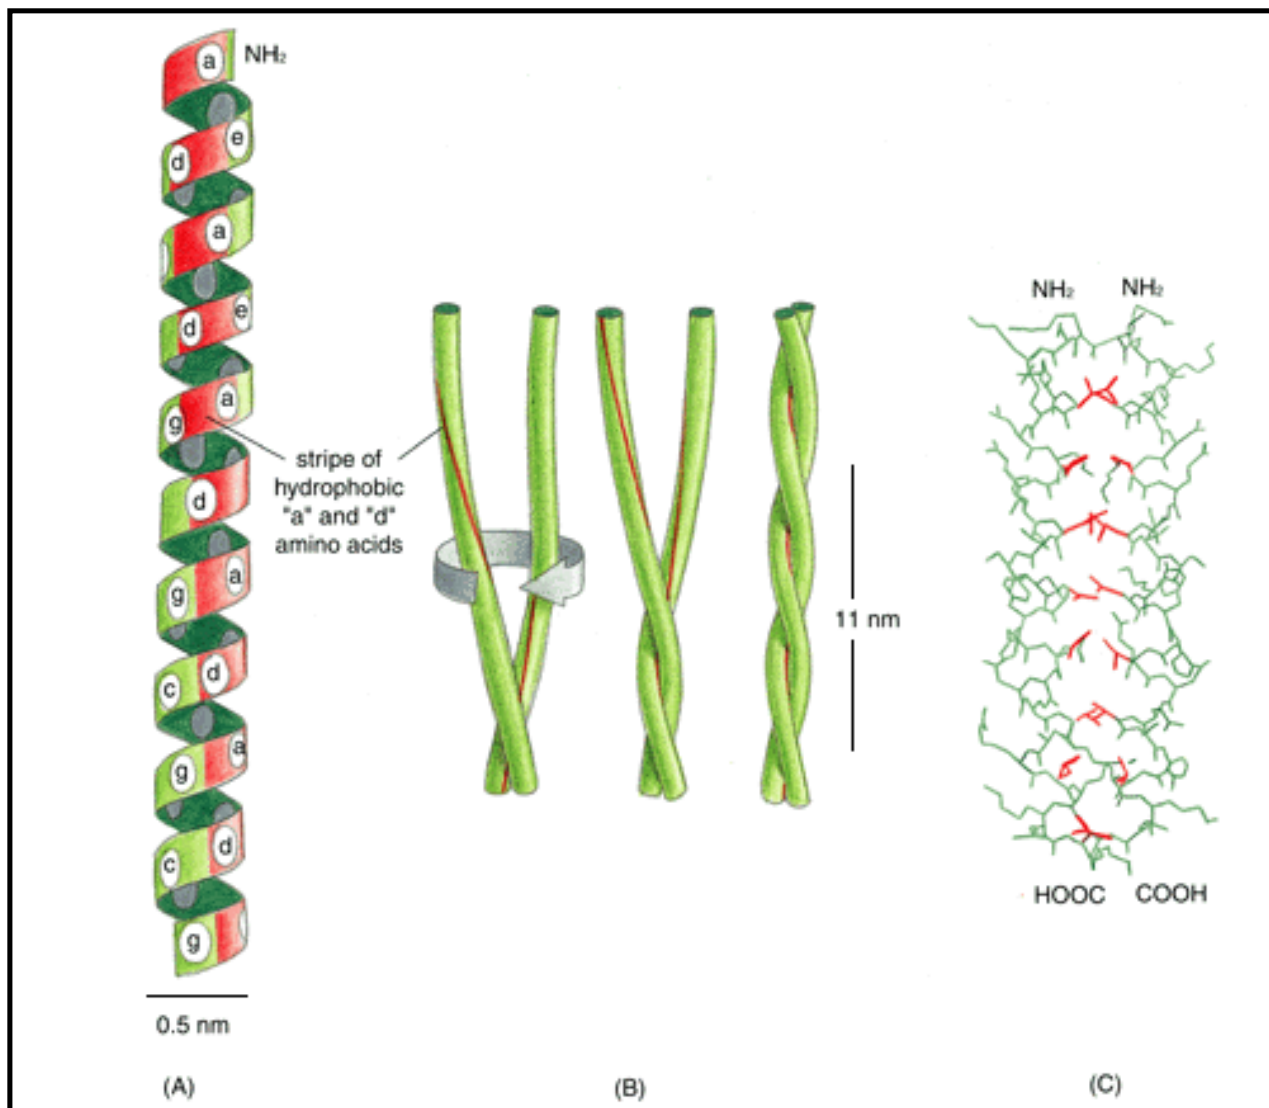 a
NH₂
e
d
a
d
e
a
g
d
a
g
d
c
a
g
d
c
g
0.5 nm
(A)
stripe of
hydrophobic
"a" and "d"
amino acids
11 nm
(B)
NH₂ NH₂
HOOC COOH
(C)